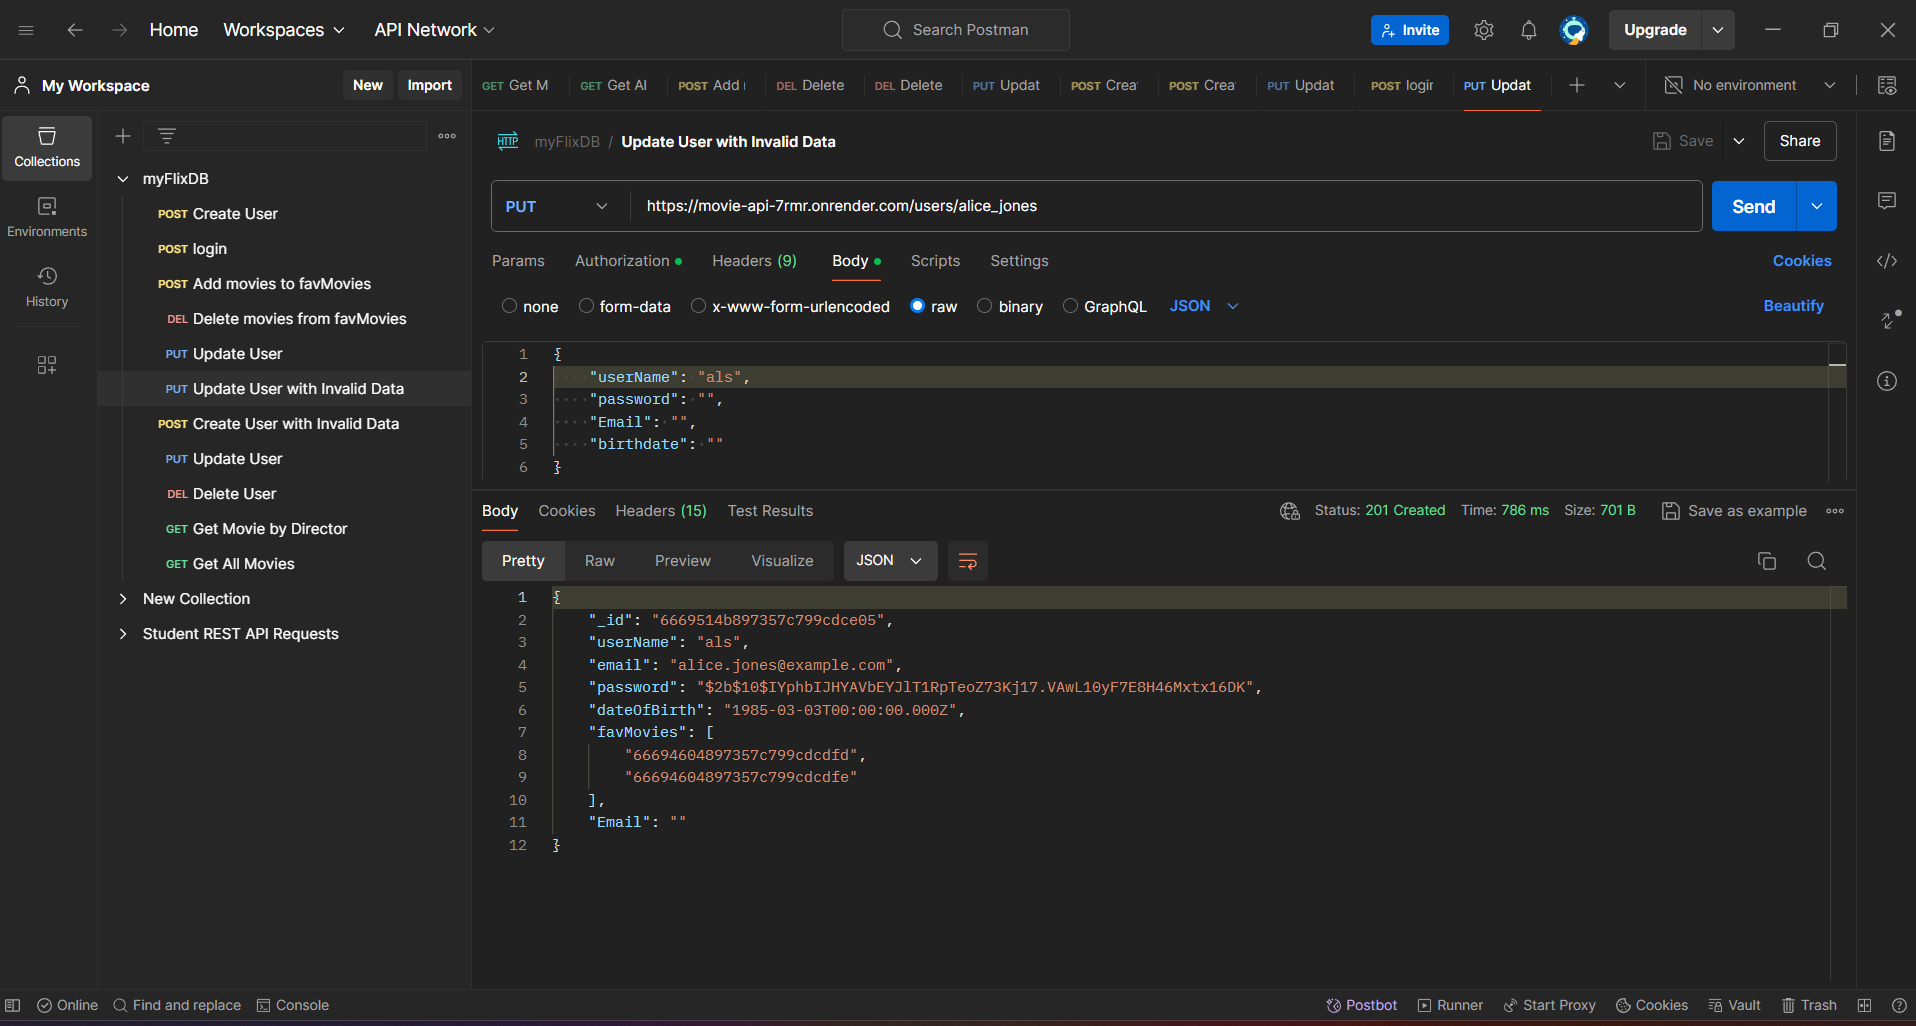 Home
Workspaces
API Network
Search Postman
Invite
Upgrade
My Workspace
New
Import
GET Get M
GET Get Al
POST Add
DEL Delete
DEL Delete
PUT Updat
POST Crea
POST Crea
PUT Updat
POST login
PUT Updat
No environment
Collections
Environments
History
myFlixDB
POST Create User
POST login
POST Add movies to favMovies
DEL Delete movies from favMovies
PUT Update User
PUT Update User with Invalid Data
POST Create User with Invalid Data
PUT Update User
DEL Delete User
GET Get Movie by Director
GET Get All Movies
New Collection
Student REST API Requests
HTTP myFlixDB / Update User with Invalid Data
Save
Share
PUT
https://movie-api-7rmr.onrender.com/users/alice_jones
Send
Params
Authorization
Headers (9)
Body
Scripts
Settings
Cookies
none
form-data
x-www-form-urlencoded
raw
binary
GraphQL
JSON
Beautify
1 {
2 "userName": "als",
3 "password": "",
4 "Email": "",
5 "birthdate": ""
6 }
Body
Cookies
Headers (15)
Test Results
Status: 201 Created
Time: 786 ms
Size: 701 B
Save as example
Pretty
Raw
Preview
Visualize
JSON
1 {
2 "_id": "6669514b897357c799cdce05",
3 "userName": "als",
4 "email": "alice.jones@example.com",
5 "password": "$2b$10$IYphbIJHYAVbEYJlT1RpTeoZ73Kj17.VAwL10yF7E8H46Mxtx16DK",
6 "dateOfBirth": "1985-03-03T00:00:00.000Z",
7 "favMovies": [
8 "66694604897357c799cdcdfd",
9 "66694604897357c799cdcdfe"
10 ],
11 "Email": ""
12 }
Online
Find and replace
Console
Postbot
Runner
Start Proxy
Cookies
Vault
Trash